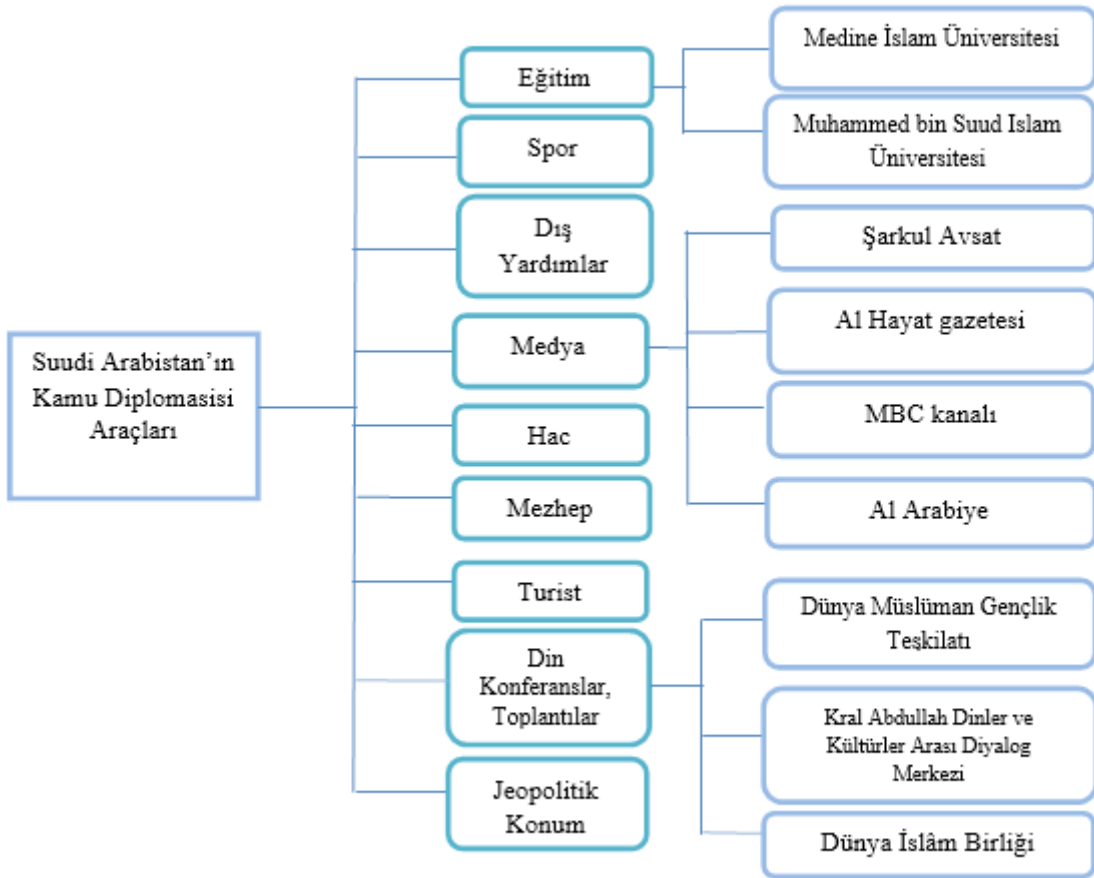 Suudi Arabistan’ın
Kamu Diplomasisi
Araçları
Eğitim
Spor
Dış
Yardımlar
Medya
Hac
Mezhep
Turist
Din
Konferanslar,
Toplantılar
Jeopolitik
Konum
Medine İslam Üniversitesi
Muhammed bin Suud Islam
Üniversitesi
Şarkul Avsat
Al Hayat gazetesi
MBC kanalı
Al Arabiye
Dünya Müslüman Gençlik
Teşkilatı
Kral Abdullah Dinler ve
Kültürler Arası Diyalog
Merkezi
Dünya İslâm Birliği